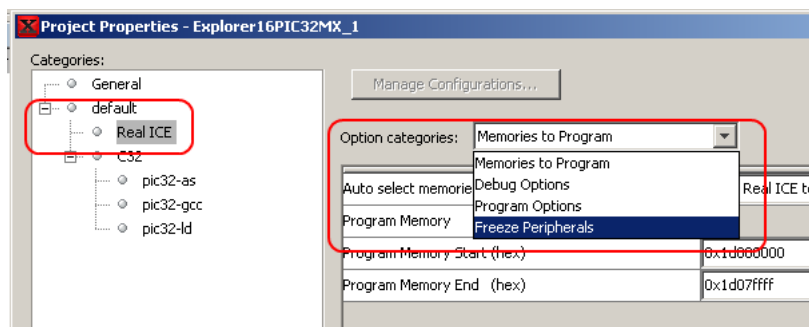 Project Properties - Explorer16PIC32MX_1
Categories:
General
default
Real ICE
C32
pic32-as
pic32-gcc
pic32-ld
Manage Configurations...
Option categories: Memories to Program
Memories to Program
Debug Options
Program Options
Freeze Peripherals
Auto select memorie Real ICE t
Program Memory
Program Memory Start (hex) 0x1d000000
Program Memory End (hex) 0x1d07ffff